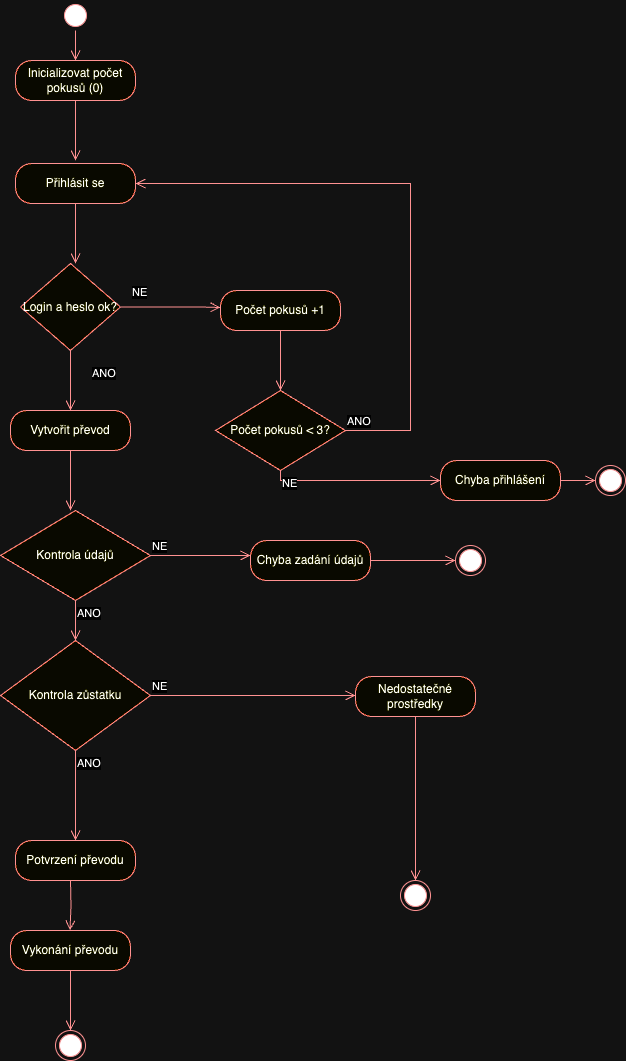 Inicializovat počet
pokusů (0)
Přihlásit se
Login a heslo ok?
NE
Počet pokusů +1
ANO
Počet pokusů < 3?
ANO
NE
Vytvořit převod
Chyba přihlášení
Kontrola údajů
NE
Chyba zadání údajů
ANO
Kontrola zůstatku
NE
Nedostatečné
prostředky
ANO
Potvrzení převodu
Vykonání převodu